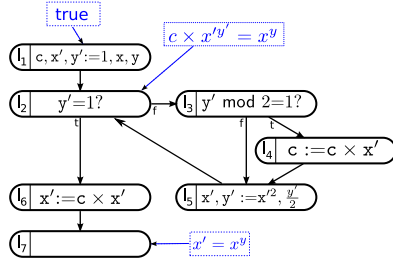 true
l₁ c, x′, y′:=1, x, y
c × x′^y′ = x^y
l₂ y′=1?
f
l₃ y′ mod 2=1?
t
f
t
l₄ c := c × x′
l₆ x′:=c × x′
l₅ x′, y′ := x′², y′/2
l₇
x′ = x^y